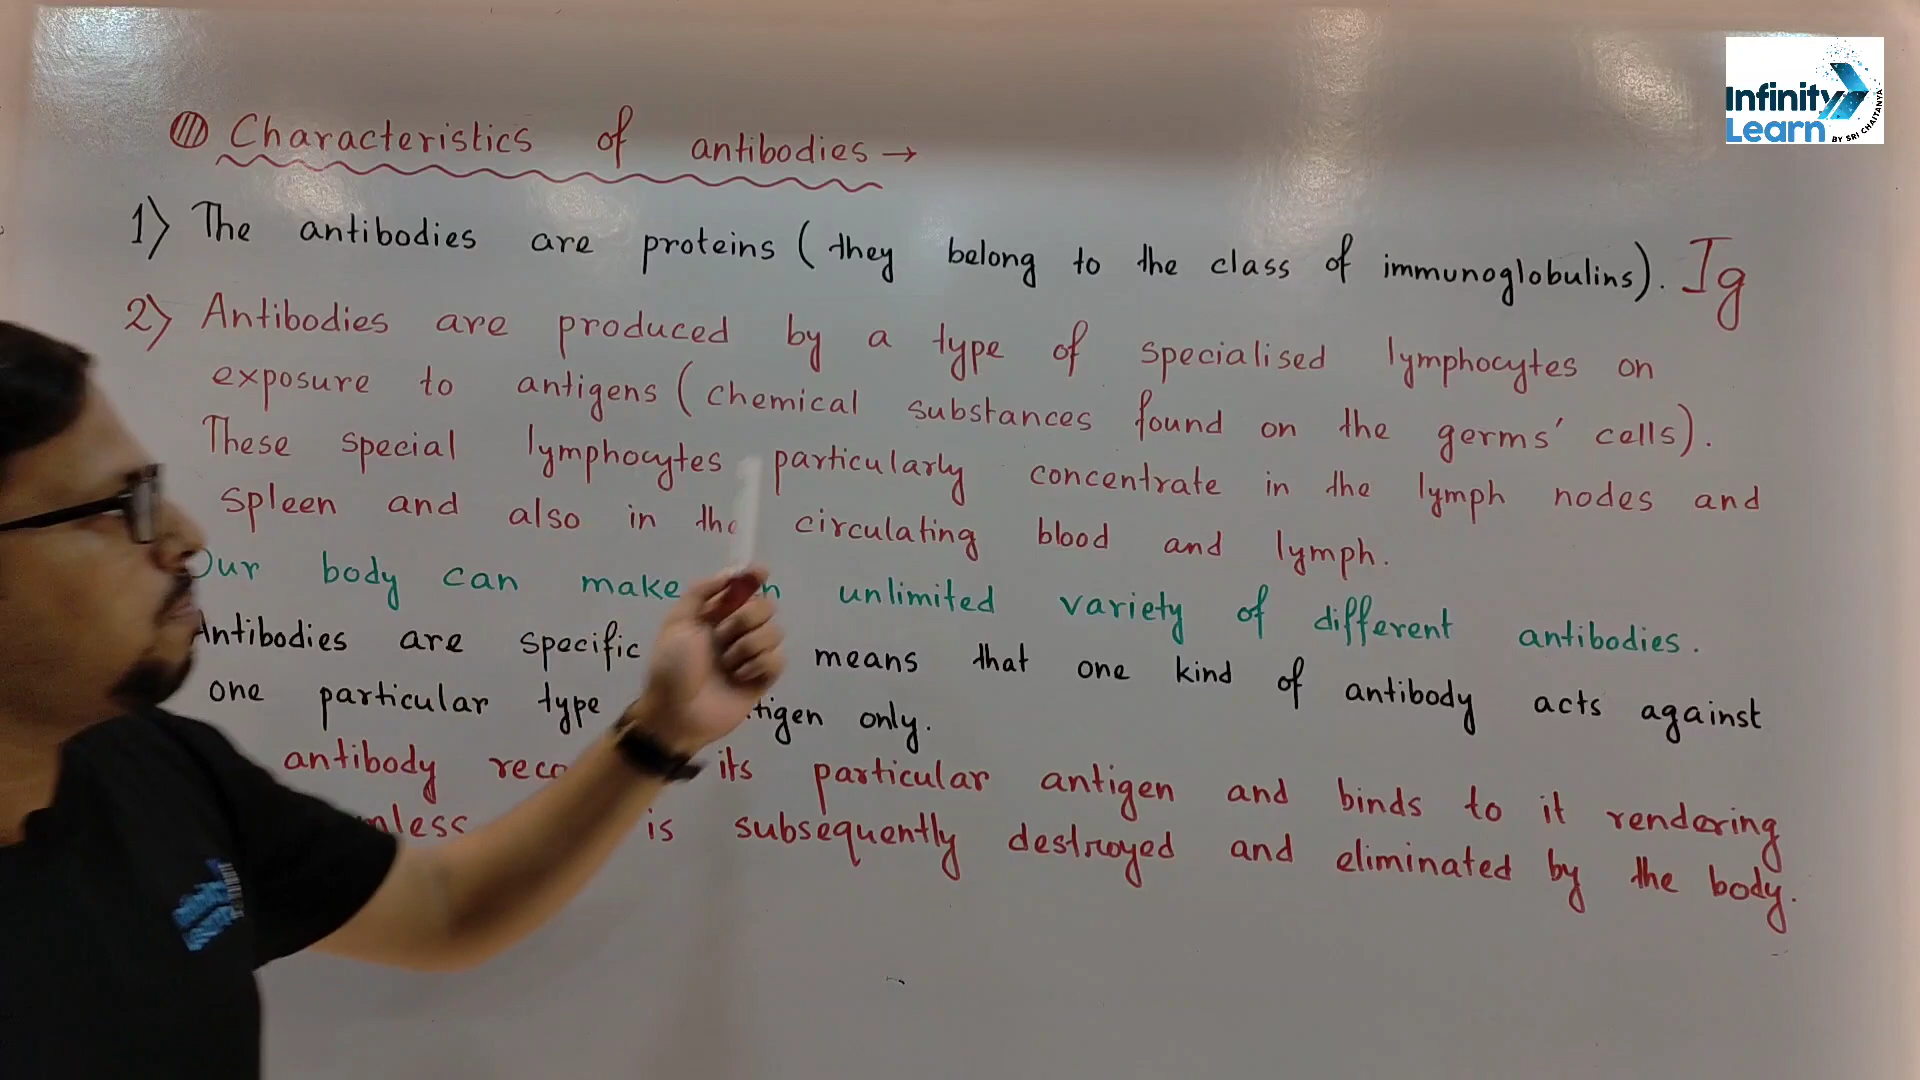 Infinity
Learn
BY SRI CHAITANYA
III Characteristics of antibodies →
1) The antibodies are proteins ( they belong to the class of immunoglobulins). Ig
2) Antibodies are produced by a type of specialised lymphocytes on
exposure to antigens ( chemical substances found on the germs' cells).
These special lymphocytes particularly concentrate in the lymph nodes and
spleen and also in the circulating blood and lymph.
Our body can make unlimited variety of different antibodies.
Antibodies are specific means that one kind of antibody acts against
one particular type only.
antibody its particular antigen and binds to it rendering
is subsequently destroyed and eliminated by the body.